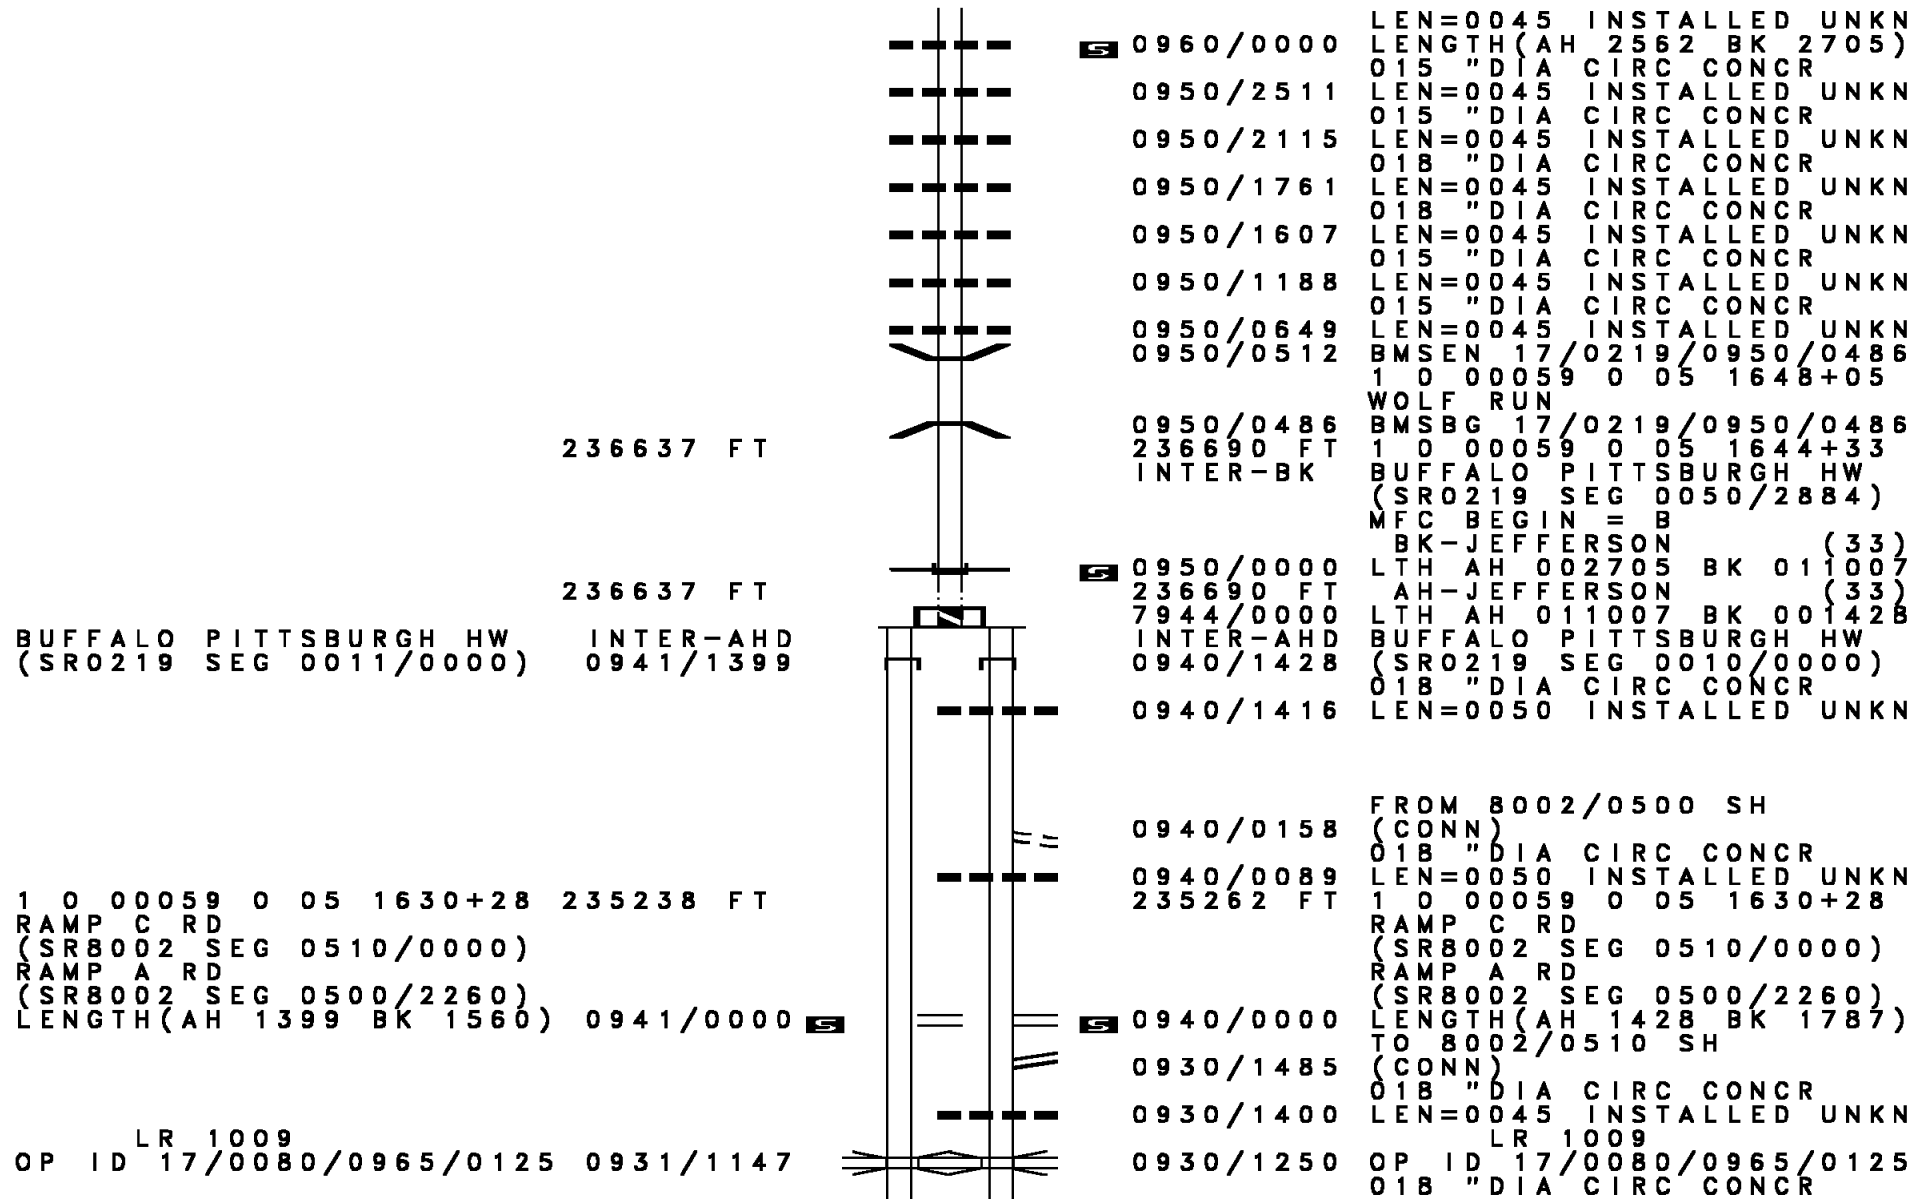 LEN=0045 INSTALLED UNKN
S 0960/0000 LENGTH(AH 2562 BK 2705)
015 "DIA CIRC CONCR
0950/2511 LEN=0045 INSTALLED UNKN
015 "DIA CIRC CONCR
0950/2115 LEN=0045 INSTALLED UNKN
018 "DIA CIRC CONCR
0950/1761 LEN=0045 INSTALLED UNKN
018 "DIA CIRC CONCR
0950/1607 LEN=0045 INSTALLED UNKN
015 "DIA CIRC CONCR
0950/1188 LEN=0045 INSTALLED UNKN
015 "DIA CIRC CONCR
0950/0649 LEN=0045 INSTALLED UNKN
0950/0512 BMSEN 17/0219/0950/0486
1 0 00059 0 05 1648+05
WOLF RUN
0950/0486 BMSBG 17/0219/0950/0486
236637 FT 236690 FT 1 0 00059 0 05 1644+33
INTER-BK BUFFALO PITTSBURGH HW
(SR0219 SEG 0050/2884)
MFC BEGIN = B
BK-JEFFERSON (33)
S 0950/0000 LTH AH 002705 BK 011007
236637 FT 236690 FT AH-JEFFERSON (33)
7944/0000 LTH AH 011007 BK 001428
BUFFALO PITTSBURGH HW INTER-AHD INTER-AHD BUFFALO PITTSBURGH HW
(SR0219 SEG 0011/0000) 0941/1399 0940/1428 (SR0219 SEG 0010/0000)
018 "DIA CIRC CONCR
0940/1416 LEN=0050 INSTALLED UNKN
FROM 8002/0500 SH
0940/0158 (CONN)
018 "DIA CIRC CONCR
0940/0089 LEN=0050 INSTALLED UNKN
1 0 00059 0 05 1630+28 235238 FT 235262 FT 1 0 00059 0 05 1630+28
RAMP C RD RAMP C RD
(SR8002 SEG 0510/0000) (SR8002 SEG 0510/0000)
RAMP A RD RAMP A RD
(SR8002 SEG 0500/2260) (SR8002 SEG 0500/2260)
LENGTH(AH 1399 BK 1560) 0941/0000 S S 0940/0000 LENGTH(AH 1428 BK 1787)
TO 8002/0510 SH
0930/1485 (CONN)
018 "DIA CIRC CONCR
0930/1400 LEN=0045 INSTALLED UNKN
LR 1009 LR 1009
OP ID 17/0080/0965/0125 0931/1147 0930/1250 OP ID 17/0080/0965/0125
018 "DIA CIRC CONCR